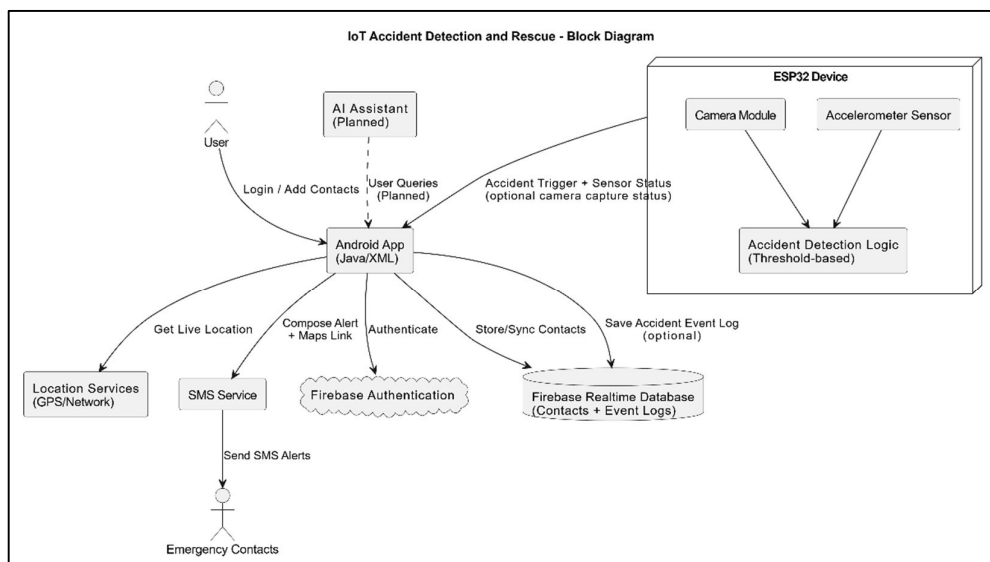 IoT Accident Detection and Rescue - Block Diagram
ESP32 Device
AI Assistant
(Planned)
Camera Module
Accelerometer Sensor
User
Login / Add Contacts
User Queries
(Planned)
Accident Trigger + Sensor Status
(optional camera capture status)
Android App
(Java/XML)
Accident Detection Logic
(Threshold-based)
Get Live Location
Compose Alert
+ Maps Link
Authenticate
Store/Sync Contacts
Save Accident Event Log
(optional)
Location Services
(GPS/Network)
SMS Service
Firebase Authentication
Firebase Realtime Database
(Contacts + Event Logs)
Send SMS Alerts
Emergency Contacts